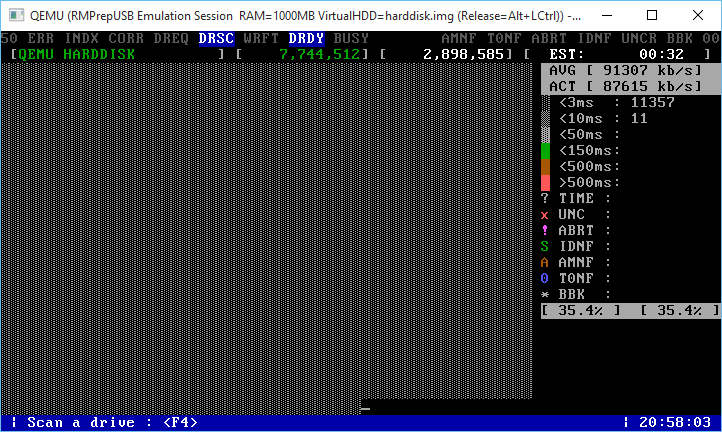 QEMU (RMPrepUSB Emulation Session RAM=1000MB VirtualHDD=harddisk.img (Release=Alt+LCtrl)) -...
50 ERR INDX CORR DREQ DRSC WRFT DRDY BUSY AMNF TONF ABRT IDNF UNCR BBK 00
[QEMU HARDDISK ] [ 7,744,512] [ 2,898,585] [ EST: 00:32 ]
AVG [ 91307 kb/s]
ACT [ 87615 kb/s]
<3ms : 11357
<10ms : 11
<50ms :
<150ms:
<500ms:
>500ms:
? TIME :
x UNC :
! ABRT :
S IDNF :
A AMNF :
0 TONF :
* BBK :
[ 35.4% ] [ 35.4% ]
¦ Scan a drive : <F4> ¦ 20:58:03